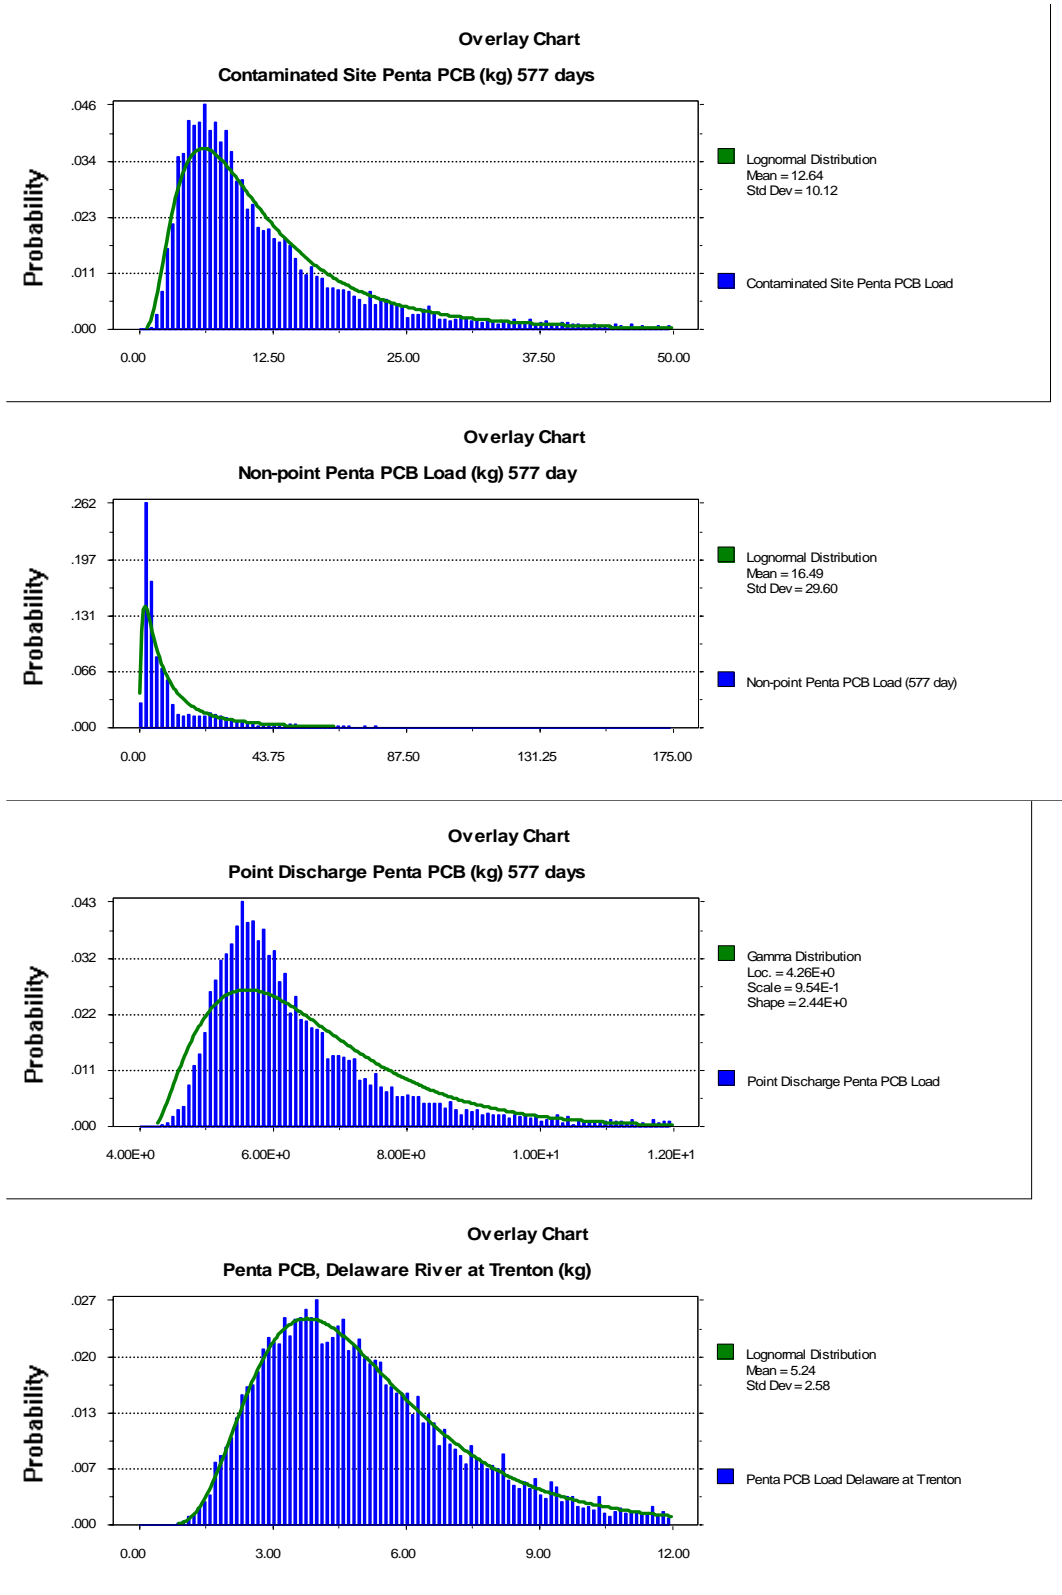 Overlay Chart
Contaminated Site Penta PCB (kg) 577 days
.046
.034
.023
.011
.000
Probability
0.00 12.50 25.00 37.50 50.00
Lognormal Distribution
Mean = 12.64
Std Dev = 10.12
Contaminated Site Penta PCB Load
Overlay Chart
Non-point Penta PCB Load (kg) 577 day
.262
.197
.131
.066
.000
Probability
0.00 43.75 87.50 131.25 175.00
Lognormal Distribution
Mean = 16.49
Std Dev = 29.60
Non-point Penta PCB Load (577 day)
Overlay Chart
Point Discharge Penta PCB (kg) 577 days
.043
.032
.022
.011
.000
Probability
4.00E+0 6.00E+0 8.00E+0 1.00E+1 1.20E+1
Gamma Distribution
Loc. = 4.26E+0
Scale = 9.54E-1
Shape = 2.44E+0
Point Discharge Penta PCB Load
Overlay Chart
Penta PCB, Delaware River at Trenton (kg)
.027
.020
.013
.007
.000
Probability
0.00 3.00 6.00 9.00 12.00
Lognormal Distribution
Mean = 5.24
Std Dev = 2.58
Penta PCB Load Delaware at Trenton